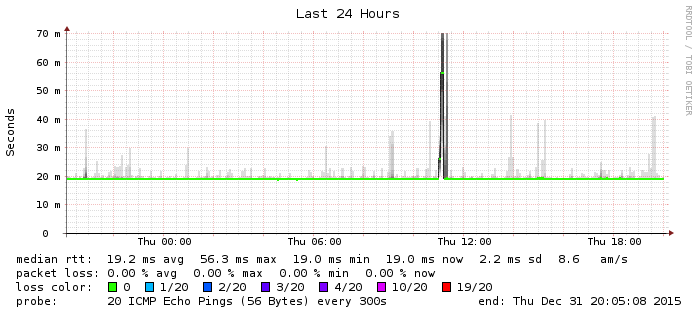 Last 24 Hours
RRDTOOL / TOBI OETIKER
Seconds
70 m
60 m
50 m
40 m
30 m
20 m
10 m
0
Thu 00:00 Thu 06:00 Thu 12:00 Thu 18:00
median rtt: 19.2 ms avg 56.3 ms max 19.0 ms min 19.0 ms now 2.2 ms sd 8.6 am/s
packet loss: 0.00 % avg 0.00 % max 0.00 % min 0.00 % now
loss color: 0 1/20 2/20 3/20 4/20 10/20 19/20
probe: 20 ICMP Echo Pings (56 Bytes) every 300s end: Thu Dec 31 20:05:08 2015